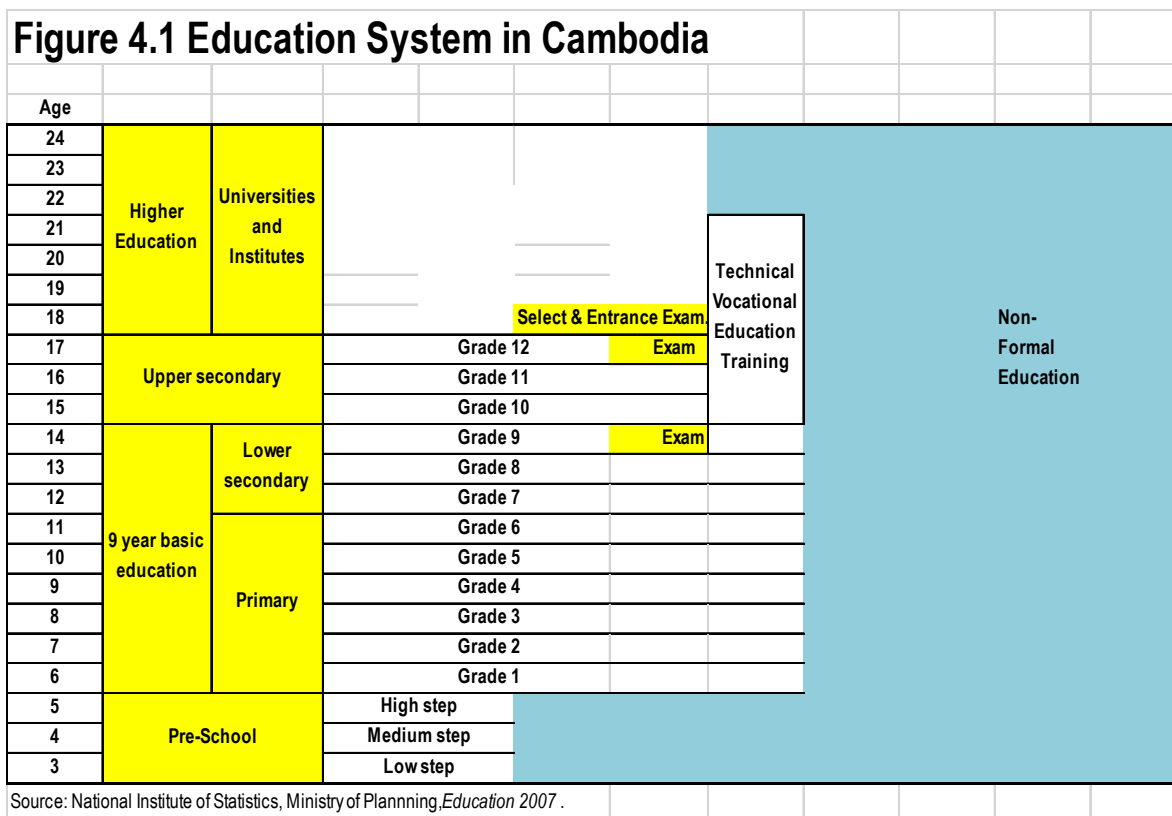 Figure 4.1 Education System in Cambodia
Age
24
23
22
21
20
19
18
17
16
15
14
13
12
11
10
9
8
7
6
5
4
3
Higher
Education
Universities
and
Institutes
Upper secondary
9 year basic
education
Lower
secondary
Primary
Pre-School
Select & Entrance Exam.
Grade 12 Exam
Grade 11
Grade 10
Grade 9 Exam
Grade 8
Grade 7
Grade 6
Grade 5
Grade 4
Grade 3
Grade 2
Grade 1
High step
Medium step
Low step
Technical
Vocational
Education
Training
Non-
Formal
Education
Source: National Institute of Statistics, Ministry of Plannning,Education 2007 .